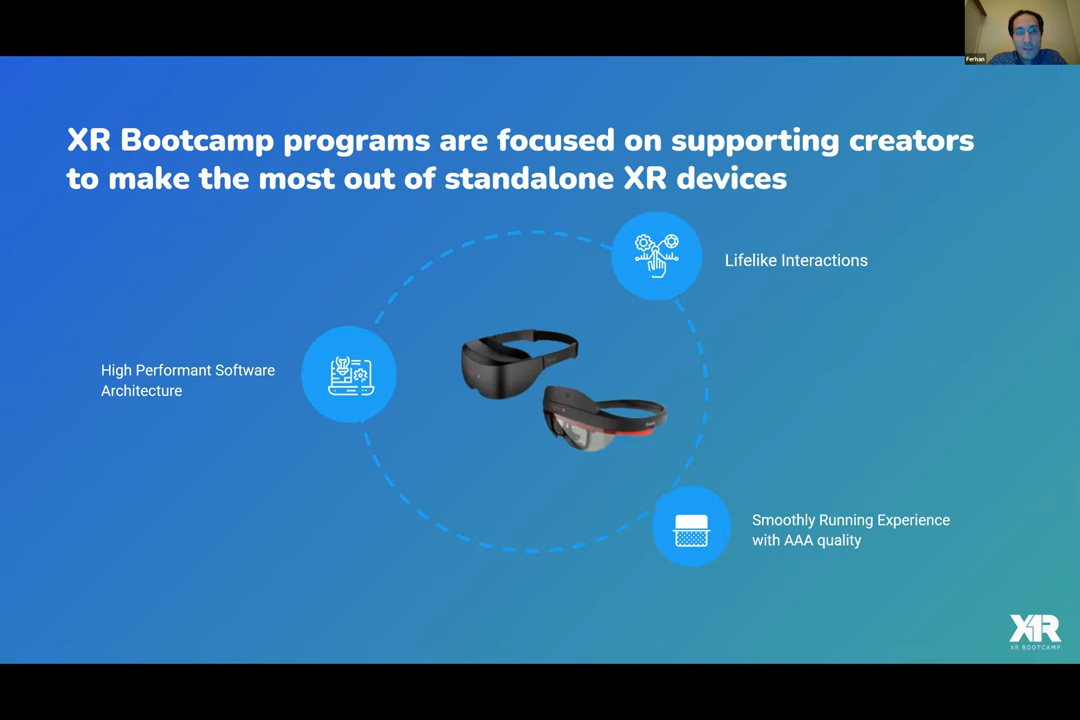 Ferhan
XR Bootcamp programs are focused on supporting creators
to make the most out of standalone XR devices
Lifelike Interactions
High Performant Software
Architecture
Smoothly Running Experience
with AAA quality
XR
XR BOOTCAMP